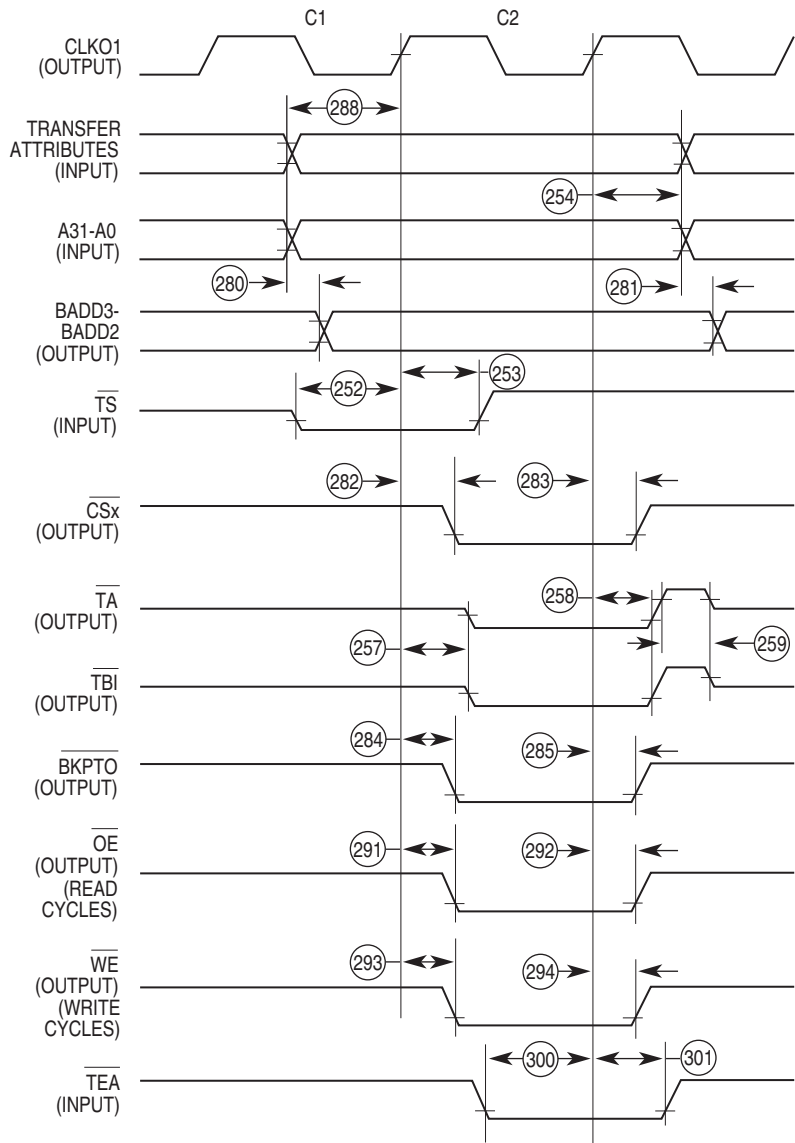 C1
C2
CLKO1
(OUTPUT)
288
TRANSFER
ATTRIBUTES
(INPUT)
254
A31-A0
(INPUT)
280
281
BADD3-
BADD2
(OUTPUT)
252
253
TS
(INPUT)
282
283
CSx
(OUTPUT)
258
TA
(OUTPUT)
257
259
TBI
(OUTPUT)
284
285
BKPTO
(OUTPUT)
291
292
OE
(OUTPUT)
(READ
CYCLES)
293
294
WE
(OUTPUT)
(WRITE
CYCLES)
300
301
TEA
(INPUT)